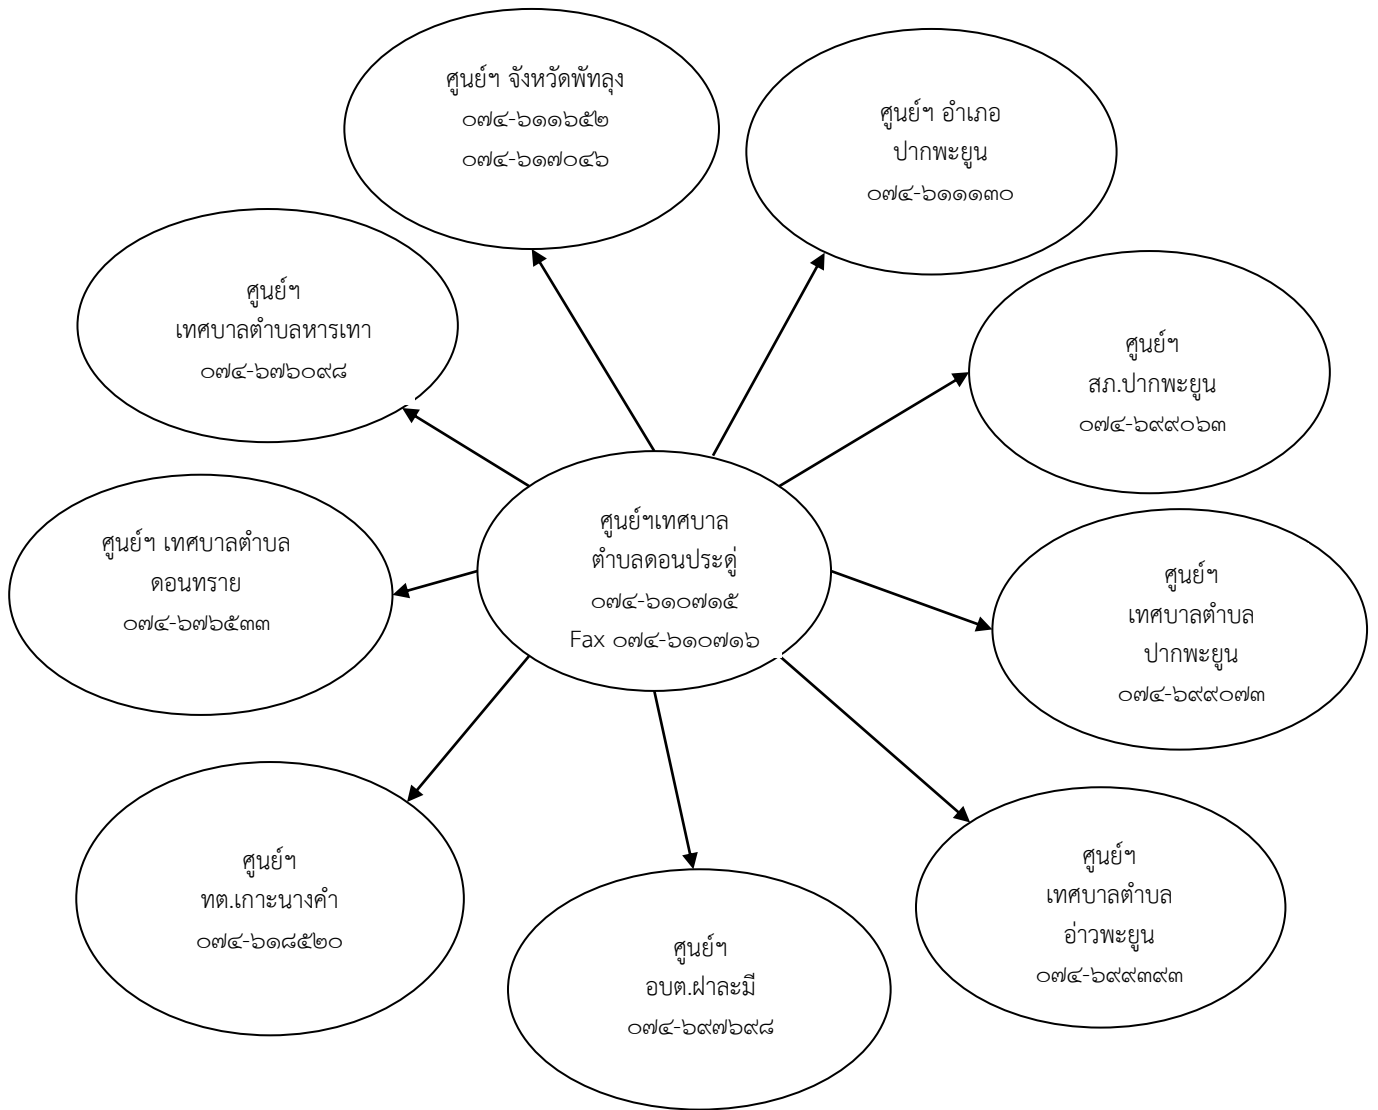 ศูนย์ฯ จังหวัดพัทลุง
๐๗๔-๖๑๑๖๕๒
๐๗๔-๖๑๗๐๔๖
ศูนย์ฯ อำเภอ
ปากพะยูน
๐๗๔-๖๑๑๑๓๐
ศูนย์ฯ
เทศบาลตำบลหารเทา
๐๗๔-๖๗๖๐๙๘
ศูนย์ฯ
สภ.ปากพะยูน
๐๗๔-๖๙๙๐๖๓
ศูนย์ฯเทศบาล
ตำบลดอนประดู่
๐๗๔-๖๑๐๗๑๕
Fax ๐๗๔-๖๑๐๗๑๖
ศูนย์ฯ เทศบาลตำบล
ดอนทราย
๐๗๔-๖๗๖๕๓๓
ศูนย์ฯ
เทศบาลตำบล
ปากพะยูน
๐๗๔-๖๙๙๐๗๓
ศูนย์ฯ
ทต.เกาะนางคำ
๐๗๔-๖๑๘๕๒๐
ศูนย์ฯ
อบต.ฝาละมี
๐๗๔-๖๙๗๖๙๘
ศูนย์ฯ
เทศบาลตำบล
อ่าวพะยูน
๐๗๔-๖๙๙๓๙๓